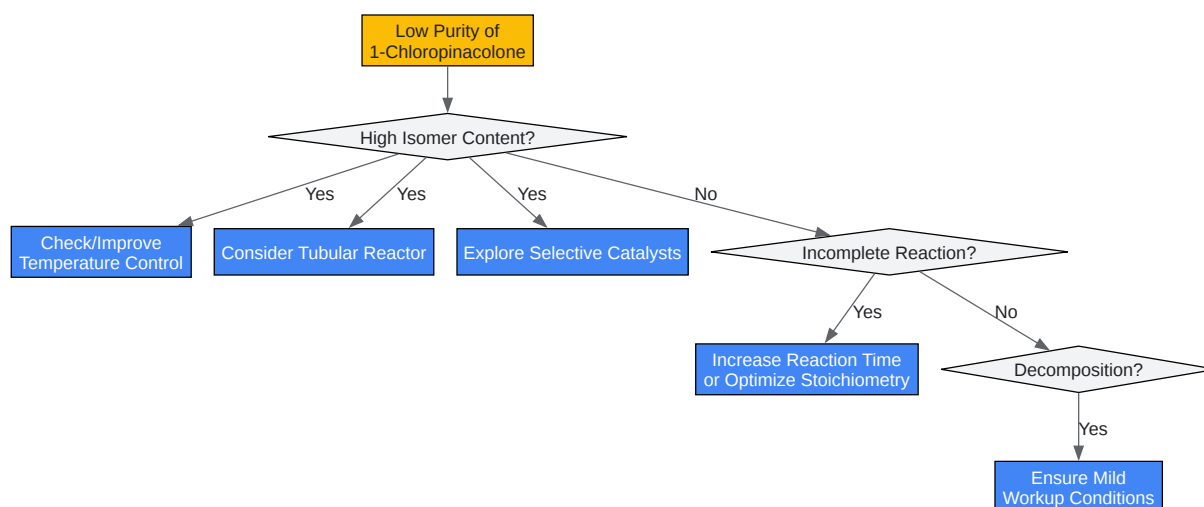 Low Purity of
1-Chloropinacolone
High Isomer Content?
Yes
Yes
Yes
No
Check/Improve
Temperature Control
Consider Tubular Reactor
Explore Selective Catalysts
Incomplete Reaction?
Yes
No
Increase Reaction Time
or Optimize Stoichiometry
Decomposition?
Yes
Ensure Mild
Workup Conditions